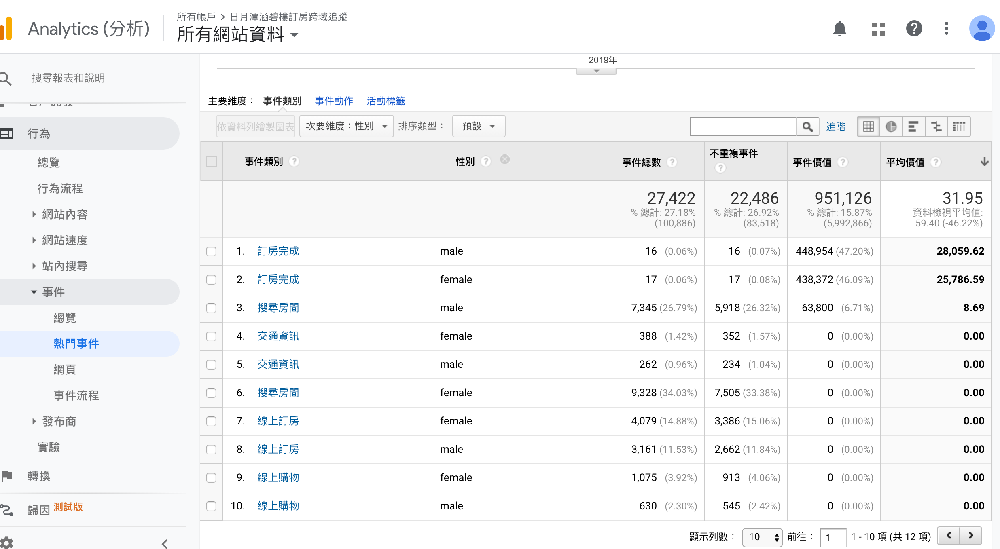 Analytics (分析)
所有帳戶 > 日月潭涵碧樓訂房跨域追蹤
所有網站資料
搜尋報表和說明
行為
總覽
行為流程
網站內容
網站速度
站內搜尋
事件
總覽
熱門事件
網頁
事件流程
發布商
實驗
轉換
歸因 測試版
2019年
主要維度： 事件類別 事件動作 活動標籤
依資料列繪製圖表 次要維度：性別 排序類型： 預設 進階
事件類別 性別 事件總數 不重複事件 事件價值 平均價值
27,422 22,486 951,126 31.95
% 總計: 27.18% % 總計: 26.92% % 總計: 15.87% 資料檢視平均值:
(100,886) (83,518) (5,992,866) 59.40 (-46.22%)
1. 訂房完成 male 16 (0.06%) 16 (0.07%) 448,954 (47.20%) 28,059.62
2. 訂房完成 female 17 (0.06%) 17 (0.08%) 438,372 (46.09%) 25,786.59
3. 搜尋房間 male 7,345 (26.79%) 5,918 (26.32%) 63,800 (6.71%) 8.69
4. 交通資訊 female 388 (1.42%) 352 (1.57%) 0 (0.00%) 0.00
5. 交通資訊 male 262 (0.96%) 234 (1.04%) 0 (0.00%) 0.00
6. 搜尋房間 female 9,328 (34.03%) 7,505 (33.38%) 0 (0.00%) 0.00
7. 線上訂房 female 4,079 (14.88%) 3,386 (15.06%) 0 (0.00%) 0.00
8. 線上訂房 male 3,161 (11.53%) 2,662 (11.84%) 0 (0.00%) 0.00
9. 線上購物 female 1,075 (3.92%) 913 (4.06%) 0 (0.00%) 0.00
10. 線上購物 male 630 (2.30%) 545 (2.42%) 0 (0.00%) 0.00
顯示列數： 10 前往： 1 1 - 10 項 (共 12 項)